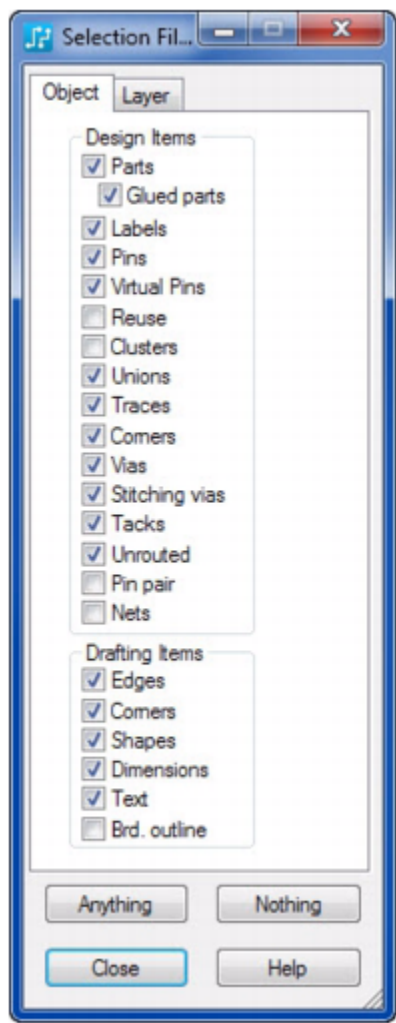 Selection Fil...
Object Layer
Design Items
Parts
Glued parts
Labels
Pins
Virtual Pins
Reuse
Clusters
Unions
Traces
Corners
Vias
Stitching vias
Tacks
Unrouted
Pin pair
Nets
Drafting Items
Edges
Corners
Shapes
Dimensions
Text
Brd. outline
Anything Nothing
Close Help